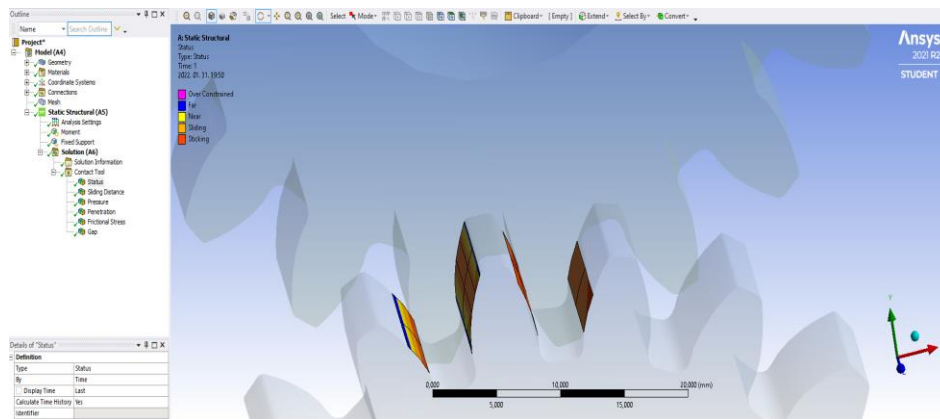 Outline
Name
Search Outline
Select
Mode
Clipboard
[ Empty ]
Extend
Select By
Convert
Project*
Model (A4)
Geometry
Materials
Coordinate Systems
Connections
Mesh
Static Structural (A5)
Analysis Settings
Moment
Fixed Support
Solution (A6)
Solution Information
Contact Tool
Status
Sliding Distance
Pressure
Penetration
Frictional Stress
Gap
Details of "Status"
Definition
Type Status
By Time
Display Time Last
Calculate Time History Yes
Identifier
A: Static Structural
Status
Type: Status
Time: 1
2022. 01. 31. 19:50
Over Constrained
Far
Near
Sliding
Sticking
Ansys
2021 R2
STUDENT
Y
X
Z
0,000 10,000 20,000 (mm)
5,000 15,000